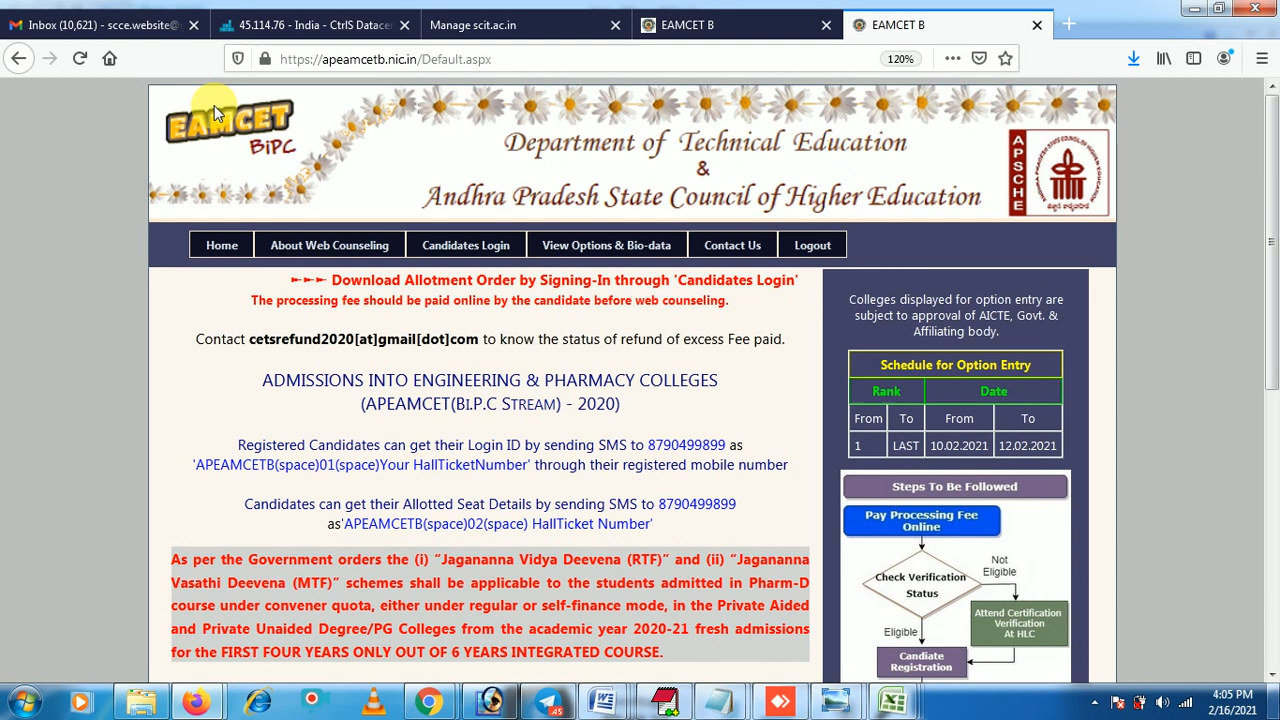 Inbox (10,621) - scce.website@
45.114.76 - India - CtrlS Datacen
Manage scit.ac.in
EAMCET B
EAMCET B
https://apeamcetb.nic.in/Default.aspx
120%
EAMCET
BiPC
Department of Technical Education
&
Andhra Pradesh State Council of Higher Education
APSCHE
Home
About Web Counseling
Candidates Login
View Options & Bio-data
Contact Us
Logout
►►► Download Allotment Order by Signing-In through 'Candidates Login'
The processing fee should be paid online by the candidate before web counseling.
Contact cetsrefund2020[at]gmail[dot]com to know the status of refund of excess Fee paid.
ADMISSIONS INTO ENGINEERING & PHARMACY COLLEGES
(APEAMCET(BI.P.C STREAM) - 2020)
Registered Candidates can get their Login ID by sending SMS to 8790499899 as
'APEAMCETB(space)01(space)Your HallTicketNumber' through their registered mobile number
Candidates can get their Allotted Seat Details by sending SMS to 8790499899
as'APEAMCETB(space)02(space) HallTicket Number'
As per the Government orders the (i) “Jagananna Vidya Deevena (RTF)” and (ii) “Jagananna
Vasathi Deevena (MTF)” schemes shall be applicable to the students admitted in Pharm-D
course under convener quota, either under regular or self-finance mode, in the Private Aided
and Private Unaided Degree/PG Colleges from the academic year 2020-21 fresh admissions
for the FIRST FOUR YEARS ONLY OUT OF 6 YEARS INTEGRATED COURSE.
Colleges displayed for option entry are
subject to approval of AICTE, Govt. &
Affiliating body.
Schedule for Option Entry
Rank Date
From To From To
1 LAST 10.02.2021 12.02.2021
Steps To Be Followed
Pay Processing Fee
Online
Not
Eligible
Check Verification
Status
Attend Certification
Verification
At HLC
Eligible
Candiate
Registration
45
4:05 PM
2/16/2021